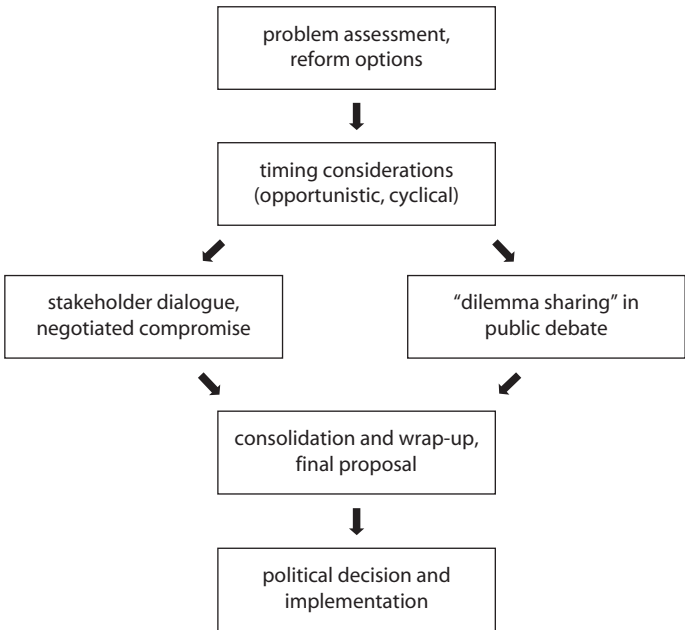 problem assessment,
reform options
timing considerations
(opportunistic, cyclical)
stakeholder dialogue,
negotiated compromise
“dilemma sharing” in
public debate
consolidation and wrap-up,
final proposal
political decision and
implementation